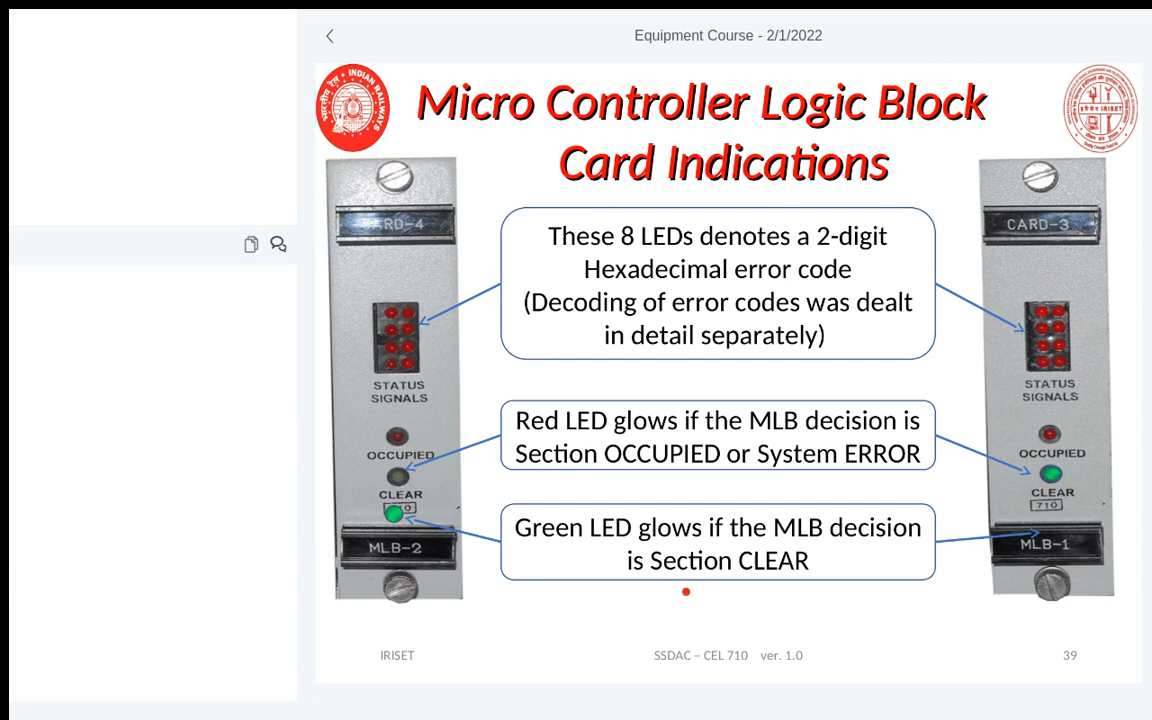 Equipment Course - 2/1/2022
भारतीय रेल • INDIAN RAILWAYS
IRISET
Micro Controller Logic Block
Card Indications
CARD-4
CARD-3
These 8 LEDs denotes a 2-digit
Hexadecimal error code
(Decoding of error codes was dealt
in detail separately)
STATUS
SIGNALS
STATUS
SIGNALS
Red LED glows if the MLB decision is
Section OCCUPIED or System ERROR
OCCUPIED
OCCUPIED
CLEAR
CLEAR
710
Green LED glows if the MLB decision
is Section CLEAR
MLB-2
MLB-1
IRISET
SSDAC – CEL 710 ver. 1.0
39